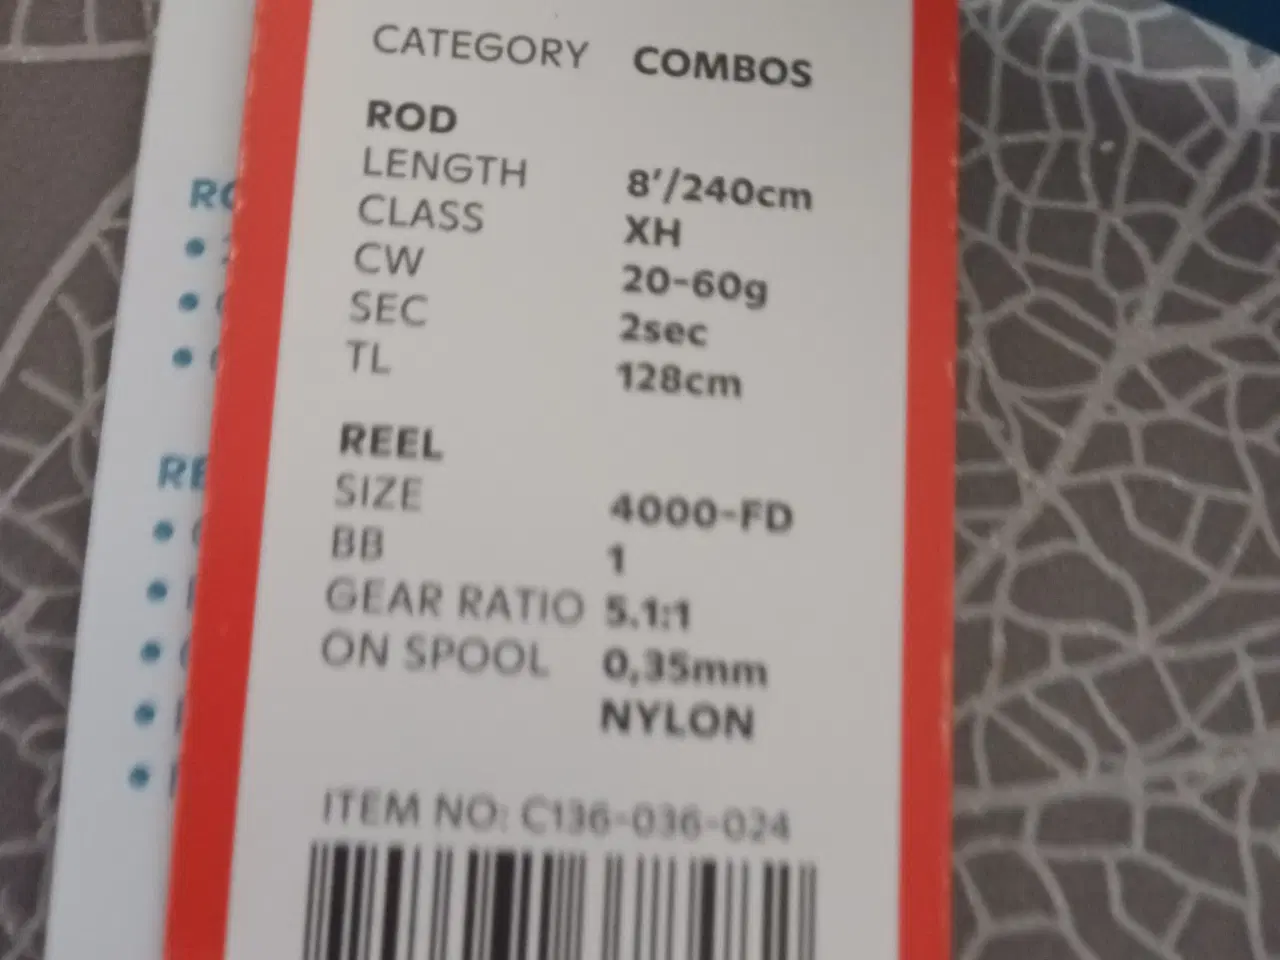 CATEGORY COMBOS
ROD
LENGTH 8'/240cm
CLASS XH
CW 20-60g
SEC 2sec
TL 128cm
REEL
SIZE 4000-FD
BB 1
GEAR RATIO 5.1:1
ON SPOOL 0,35mm
NYLON
ITEM NO: C136-036-024